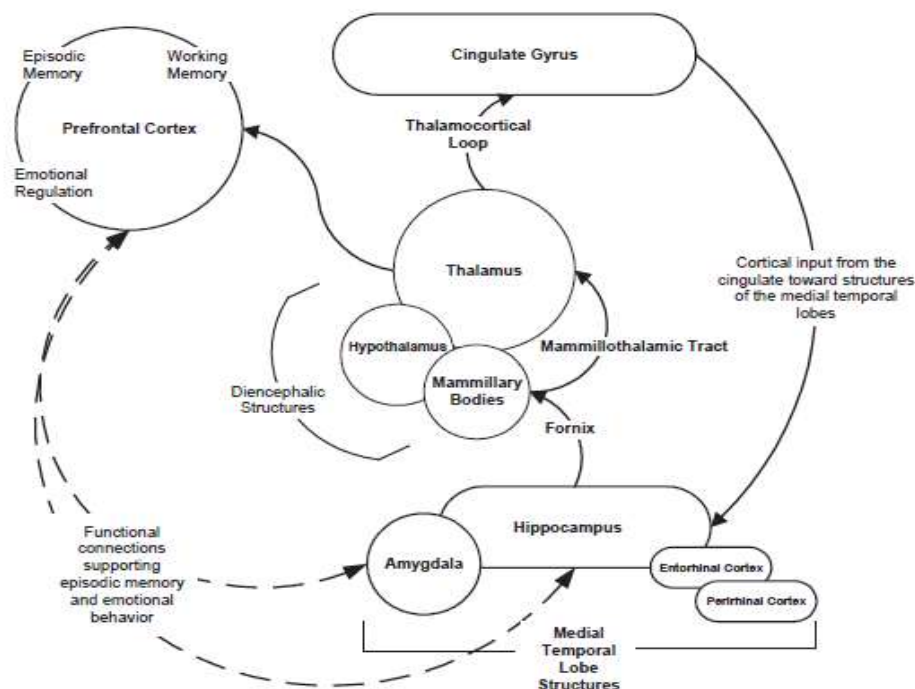 Episodic
Memory
Working
Memory
Prefrontal Cortex
Emotional
Regulation
Cingulate Gyrus
Thalamocortical
Loop
Thalamus
Cortical input from the
cingulate toward structures
of the medial temporal
lobes
Hypothalamus
Mammillothalamic Tract
Mammillary
Bodies
Diencephalic
Structures
Fornix
Hippocampus
Functional
connections
supporting
episodic memory
and emotional
behavior
Amygdala
Entorhinal Cortex
Perirhinal Cortex
Medial
Temporal
Lobe
Structures